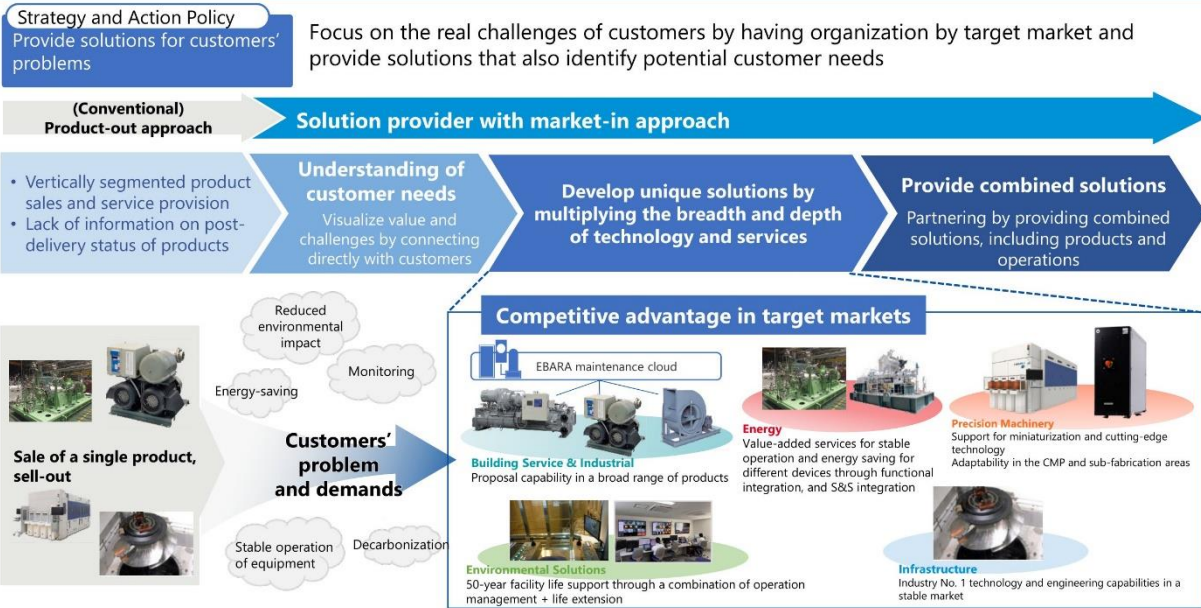 Strategy and Action Policy
Provide solutions for customers'
problems
Focus on the real challenges of customers by having organization by target market and
provide solutions that also identify potential customer needs
(Conventional)
Product-out approach
Solution provider with market-in approach
• Vertically segmented product
sales and service provision
• Lack of information on post-
delivery status of products
Understanding of
customer needs
Visualize value and
challenges by connecting
directly with customers
Develop unique solutions by
multiplying the breadth and depth
of technology and services
Provide combined solutions
Partnering by providing combined
solutions, including products and
operations
Sale of a single product,
sell-out
Reduced
environmental
impact
Energy-saving
Monitoring
Customers'
problem
and demands
Stable operation
of equipment
Decarbonization
Competitive advantage in target markets
EBARA maintenance cloud
Building Service & Industrial
Proposal capability in a broad range of products
Energy
Value-added services for stable
operation and energy saving for
different devices through functional
integration, and S&S integration
Precision Machinery
Support for miniaturization and cutting-edge
technology
Adaptability in the CMP and sub-fabrication areas
Environmental Solutions
50-year facility life support through a combination of operation
management + life extension
Infrastructure
Industry No. 1 technology and engineering capabilities in a
stable market